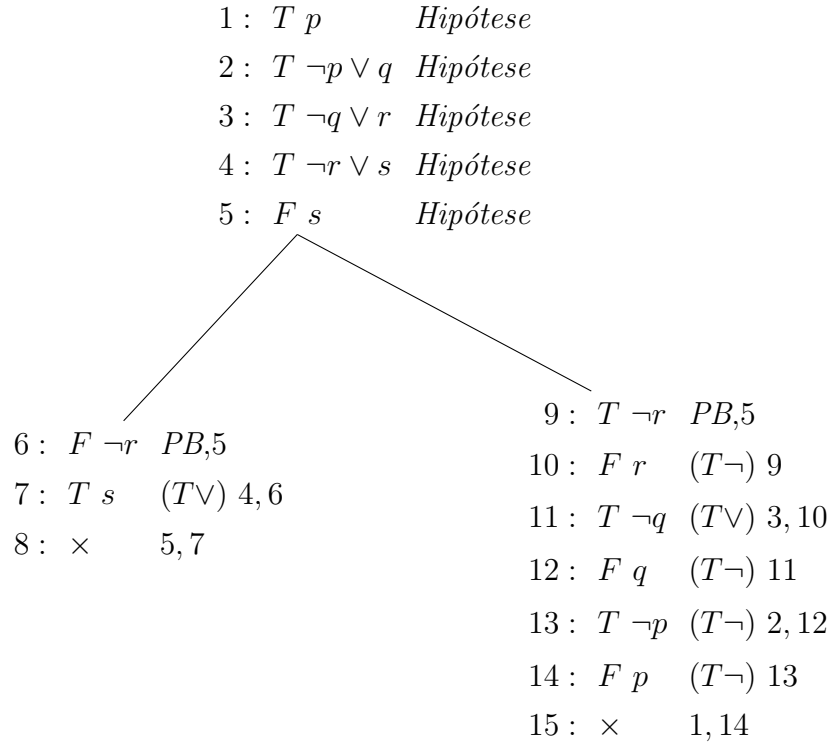 1 : T p Hipótese
2 : T ¬p ∨ q Hipótese
3 : T ¬q ∨ r Hipótese
4 : T ¬r ∨ s Hipótese
5 : F s Hipótese
6 : F ¬r PB,5
7 : T s (T∨) 4, 6
8 : × 5, 7
9 : T ¬r PB,5
10 : F r (T¬) 9
11 : T ¬q (T∨) 3, 10
12 : F q (T¬) 11
13 : T ¬p (T¬) 2, 12
14 : F p (T¬) 13
15 : × 1, 14